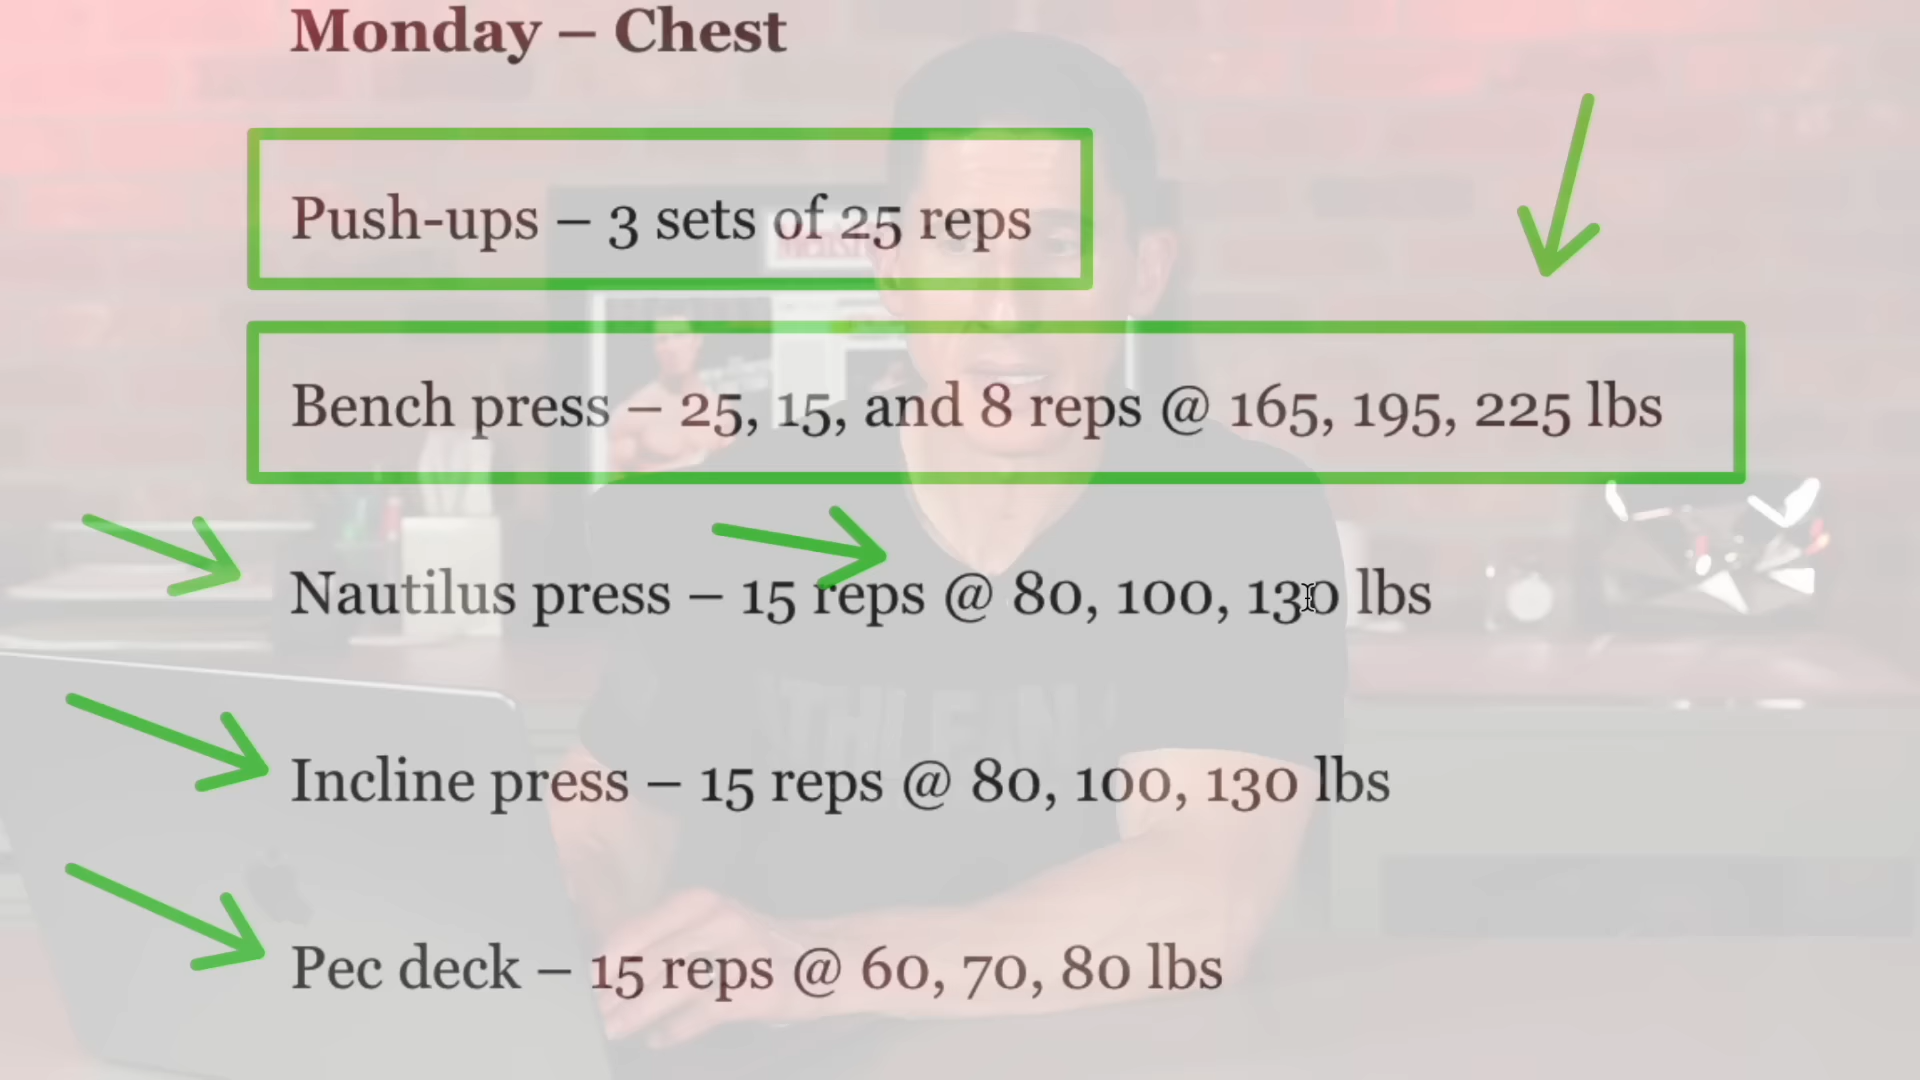 Monday – Chest
Push-ups – 3 sets of 25 reps
Bench press – 25, 15, and 8 reps @ 165, 195, 225 lbs
Nautilus press – 15 reps @ 80, 100, 130 lbs
Incline press – 15 reps @ 80, 100, 130 lbs
Pec deck – 15 reps @ 60, 70, 80 lbs